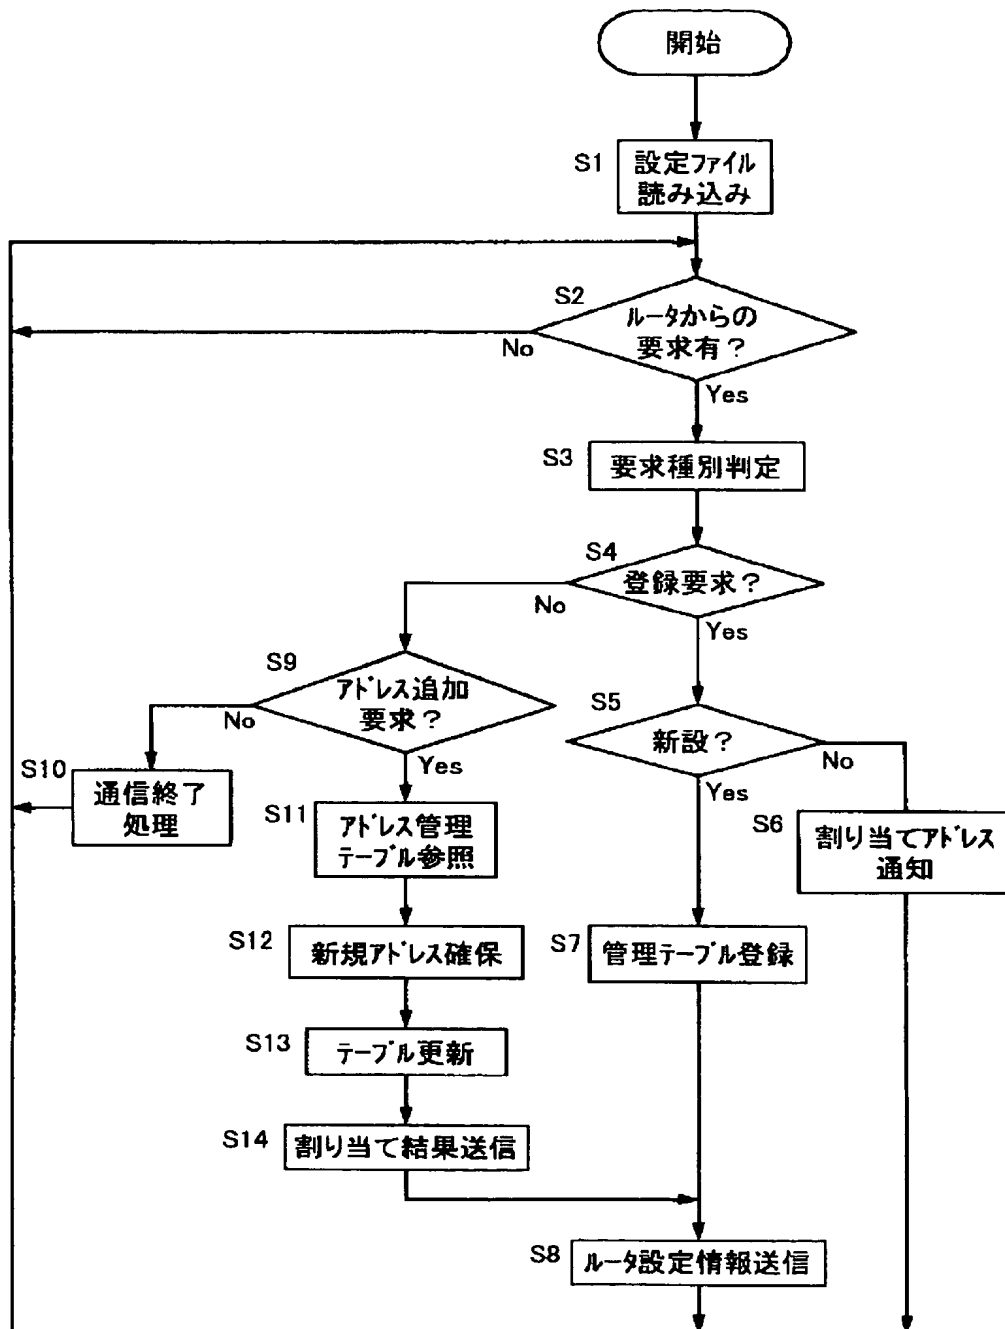 開始
S1
設定ファイル
読み込み
S2
ルータからの
要求有？
No
Yes
S3
要求種別判定
S4
登録要求？
No
Yes
S9
アドレス追加
要求？
No
Yes
S5
新設？
No
Yes
S10
通信終了
処理
S11
アドレス管理
テーブル参照
S6
割り当てアドレス
通知
S12
新規アドレス確保
S7
管理テーブル登録
S13
テーブル更新
S14
割り当て結果送信
S8
ルータ設定情報送信